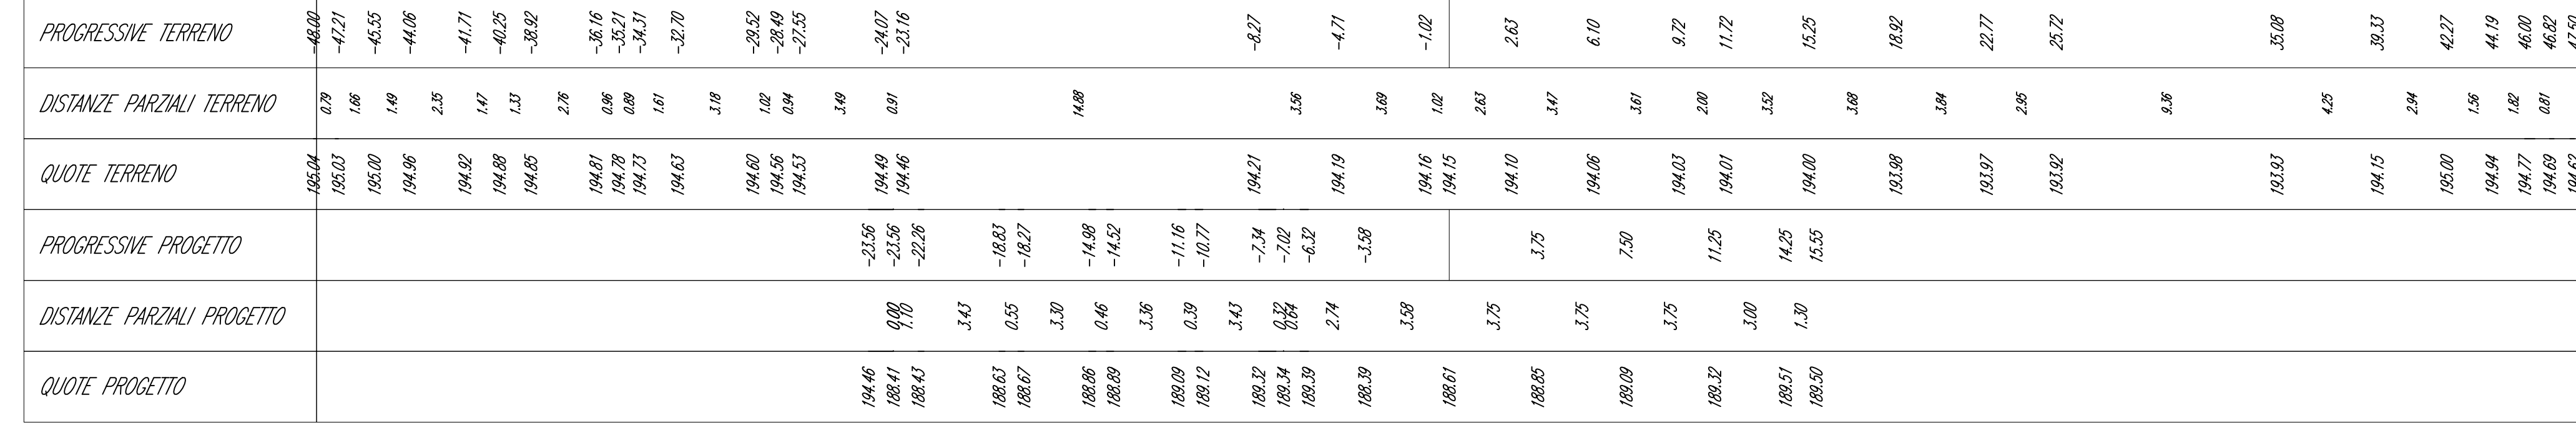 PROGRESSIVE TERRENO -48.00 -47.21 -45.55 -44.06 -41.71 -40.25 -38.92 -36.16 -35.21 -34.31 -32.70 -29.52 -28.49 -27.55 -24.07 -23.16 -8.27 -4.71 -1.02 2.63 6.10 9.72 11.72 15.25 18.92 22.77 25.72 35.08 39.33 42.27 44.19 46.00 46.82 47.50
DISTANZE PARZIALI TERRENO 0.79 1.66 1.49 2.35 1.47 1.33 2.76 0.96 0.89 1.61 3.18 1.02 0.94 3.49 0.91 14.88 3.56 3.69 1.02 2.63 3.47 3.61 2.00 3.52 3.68 3.84 2.95 9.36 4.25 2.94 1.56 1.82 0.81
QUOTE TERRENO 195.04 195.03 195.00 194.96 194.92 194.88 194.85 194.81 194.78 194.73 194.63 194.60 194.56 194.53 194.49 194.46 194.21 194.19 194.16 194.15 194.10 194.06 194.03 194.01 194.00 193.98 193.97 193.92 193.93 194.15 195.00 194.94 194.77 194.69
PROGRESSIVE PROGETTO -23.56 -23.56 -22.26 -18.83 -18.27 -14.98 -14.52 -11.16 -10.77 -7.34 -7.02 -6.32 -3.58 3.75 7.50 11.25 14.25 15.55
DISTANZE PARZIALI PROGETTO 0.00 1.10 3.43 0.55 3.30 0.46 3.36 0.39 3.43 0.32 0.64 2.74 3.58 3.75 3.75 3.75 3.00 1.30
QUOTE PROGETTO 194.46 188.41 188.43 188.63 188.67 188.86 188.89 189.09 189.12 189.32 189.34 189.39 188.39 188.61 188.85 189.09 189.32 189.51 189.50